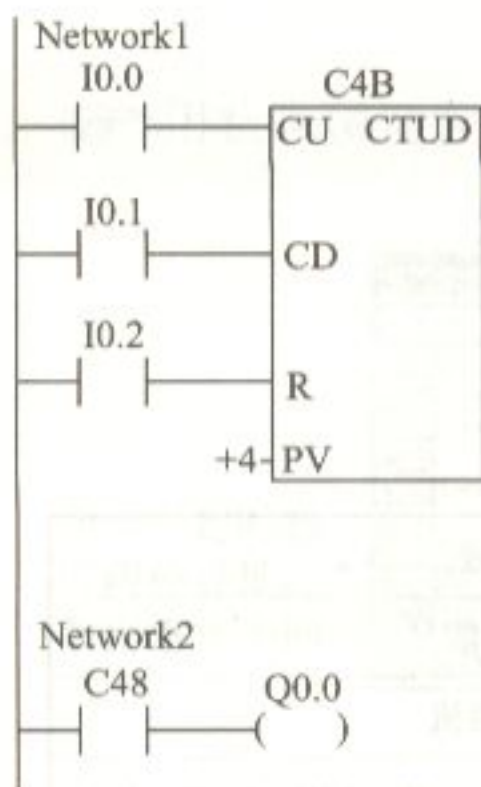 Network1
I0.0
C4B
CU CTUD
I0.1
CD
I0.2
R
+4 PV
Network2
C48 Q0.0